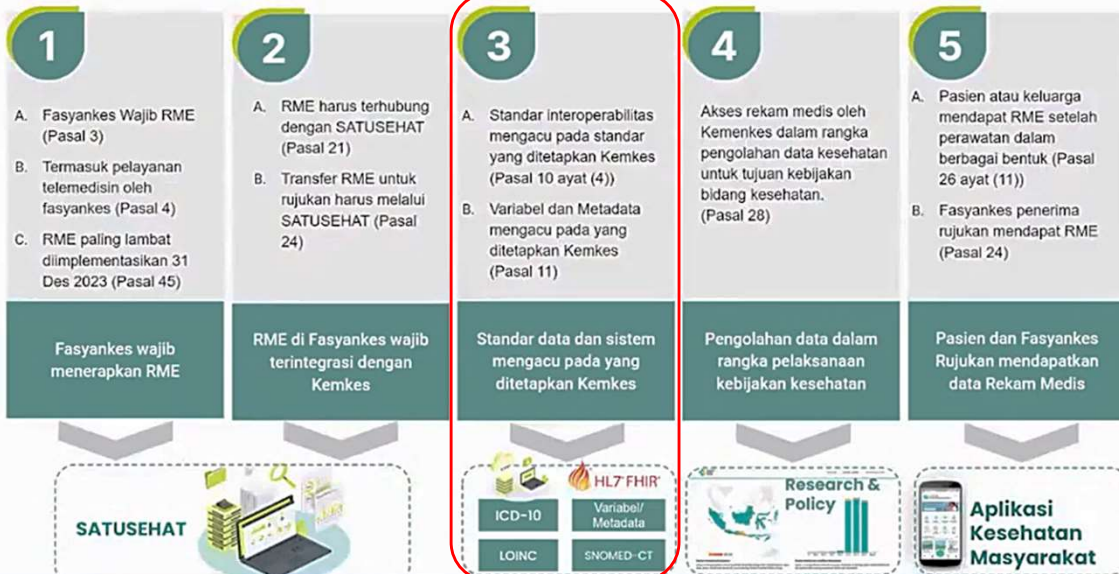 1
A. Fasyankes Wajib RME
(Pasal 3)
B. Termasuk pelayanan
telemedisin oleh
fasyankes (Pasal 4)
C. RME paling lambat
diimplementasikan 31
Des 2023 (Pasal 45)
Fasyankes wajib
menerapkan RME
2
A. RME harus terhubung
dengan SATUSEHAT
(Pasal 21)
B. Transfer RME untuk
rujukan harus melalui
SATUSEHAT (Pasal
24)
RME di Fasyankes wajib
terintegrasi dengan
Kemkes
SATUSEHAT
3
A. Standar interoperabilitas
mengacu pada standar
yang ditetapkan Kemkes
(Pasal 10 ayat (4))
B. Variabel dan Metadata
mengacu pada yang
ditetapkan Kemkes
(Pasal 11)
Standar data dan sistem
mengacu pada yang
ditetapkan Kemkes
HL7 FHIR
ICD-10
Variabel/
Metadata
LOINC
SNOMED-CT
4
Akses rekam medis oleh
Kemenkes dalam rangka
pengolahan data kesehatan
untuk tujuan kebijakan
bidang kesehatan.
(Pasal 28)
Pengolahan data dalam
rangka pelaksanaan
kebijakan kesehatan
Research &
Policy
5
A. Pasien atau keluarga
mendapat RME setelah
perawatan dalam
berbagai bentuk (Pasal
26 ayat (11))
B. Fasyankes penerima
rujukan mendapat RME
(Pasal 24)
Pasien dan Fasyankes
Rujukan mendapatkan
data Rekam Medis
Aplikasi
Kesehatan
Masyarakat